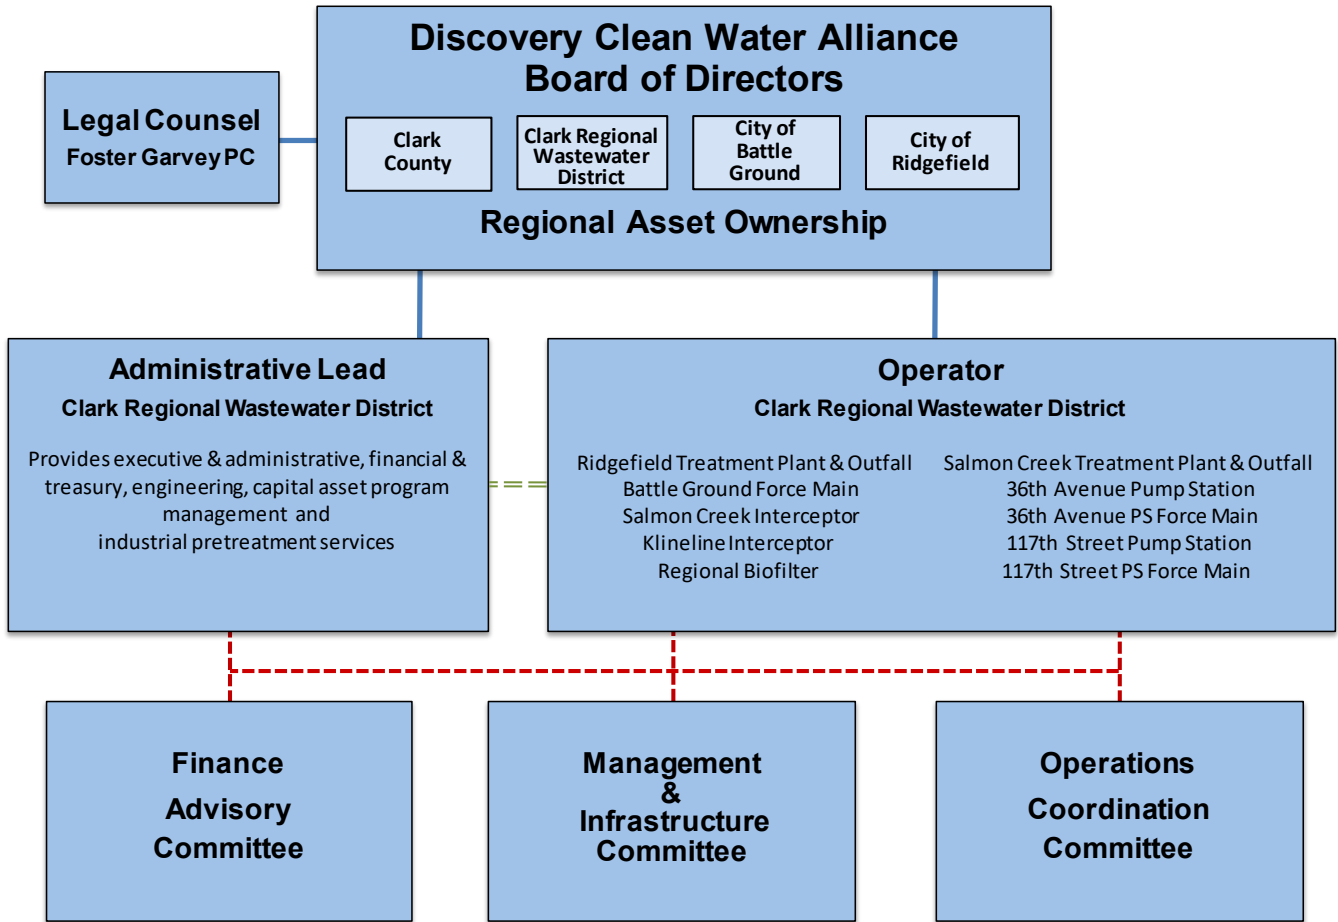 Discovery Clean Water Alliance
Board of Directors
Legal Counsel
Foster Garvey PC
Clark
County
Clark Regional
Wastewater
District
City of
Battle
Ground
City of
Ridgefield
Regional Asset Ownership
Administrative Lead
Clark Regional Wastewater District
Provides executive & administrative, financial &
treasury, engineering, capital asset program
management and
industrial pretreatment services
Operator
Clark Regional Wastewater District
Ridgefield Treatment Plant & Outfall
Battle Ground Force Main
Salmon Creek Interceptor
Klineline Interceptor
Regional Biofilter
Salmon Creek Treatment Plant & Outfall
36th Avenue Pump Station
36th Avenue PS Force Main
117th Street Pump Station
117th Street PS Force Main
Finance
Advisory
Committee
Management
&
Infrastructure
Committee
Operations
Coordination
Committee